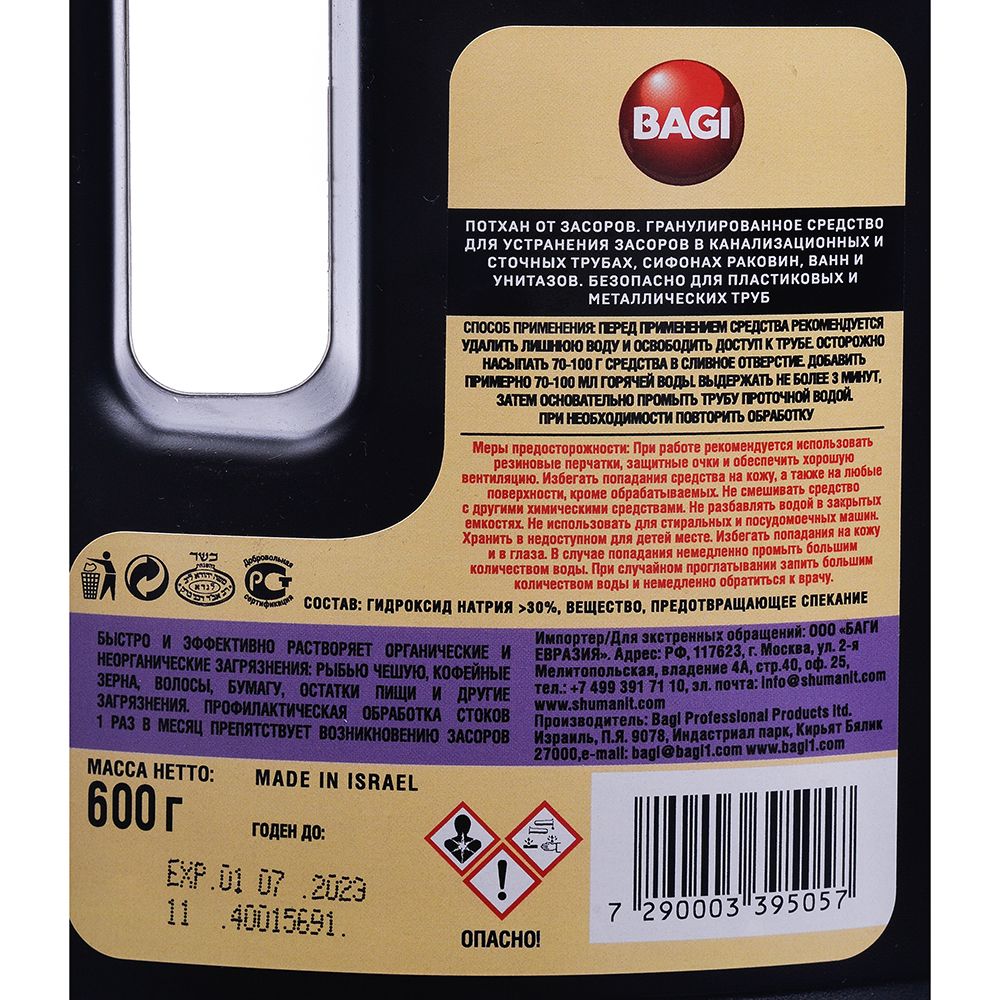 BAGI
ПОТХАН ОТ ЗАСОРОВ. ГРАНУЛИРОВАННОЕ СРЕДСТВО
ДЛЯ УСТРАНЕНИЯ ЗАСОРОВ В КАНАЛИЗАЦИОННЫХ И
СТОЧНЫХ ТРУБАХ, СИФОНАХ РАКОВИН, ВАНН И
УНИТАЗОВ. БЕЗОПАСНО ДЛЯ ПЛАСТИКОВЫХ И
МЕТАЛЛИЧЕСКИХ ТРУБ
СПОСОБ ПРИМЕНЕНИЯ: ПЕРЕД ПРИМЕНЕНИЕМ СРЕДСТВА РЕКОМЕНДУЕТСЯ
УДАЛИТЬ ЛИШНЮЮ ВОДУ И ОСВОБОДИТЬ ДОСТУП К ТРУБЕ. ОСТОРОЖНО
НАСЫПАТЬ 70-100 Г СРЕДСТВА В СЛИВНОЕ ОТВЕРСТИЕ. ДОБАВИТЬ
ПРИМЕРНО 70-100 МЛ ГОРЯЧЕЙ ВОДЫ. ВЫДЕРЖАТЬ НЕ БОЛЕЕ 3 МИНУТ,
ЗАТЕМ ОСНОВАТЕЛЬНО ПРОМЫТЬ ТРУБУ ПРОТОЧНОЙ ВОДОЙ.
ПРИ НЕОБХОДИМОСТИ ПОВТОРИТЬ ОБРАБОТКУ
Меры предосторожности: При работе рекомендуется использовать
резиновые перчатки, защитные очки и обеспечить хорошую
вентиляцию. Избегать попадания средства на кожу, а также на любые
поверхности, кроме обрабатываемых. Не смешивать средство
с другими химическими средствами. Не разбавлять водой в закрытых
емкостях. Не использовать для стиральных и посудомоечных машин.
Хранить в недоступном для детей месте. Избегать попадания на кожу
и в глаза. В случае попадания немедленно промыть большим
количеством воды. При случайном проглатывании запить большим
количеством воды и немедленно обратиться к врачу.
כשר
Добровольная
РСТ
сертификация
СОСТАВ: ГИДРОКСИД НАТРИЯ >30%, ВЕЩЕСТВО, ПРЕДОТВРАЩАЮЩЕЕ СПЕКАНИЕ
БЫСТРО И ЭФФЕКТИВНО РАСТВОРЯЕТ ОРГАНИЧЕСКИЕ И
НЕОРГАНИЧЕСКИЕ ЗАГРЯЗНЕНИЯ: РЫБЬЮ ЧЕШУЮ, КОФЕЙНЫЕ
ЗЕРНА, ВОЛОСЫ, БУМАГУ, ОСТАТКИ ПИЩИ И ДРУГИЕ
ЗАГРЯЗНЕНИЯ. ПРОФИЛАКТИЧЕСКАЯ ОБРАБОТКА СТОКОВ
1 РАЗ В МЕСЯЦ ПРЕПЯТСТВУЕТ ВОЗНИКНОВЕНИЮ ЗАСОРОВ
Импортер/Для экстренных обращений: ООО «БАГИ
ЕВРАЗИЯ». Адрес: РФ, 117623, г. Москва, ул. 2-я
Мелитопольская, владение 4А, стр.40, оф. 25,
тел.: +7 499 391 71 10, эл. почта: info@shumanit.com
www.shumanit.com
Производитель: Bagi Professional Products ltd.
Израиль, П.Я. 9078, Индастриал парк, Кирьят Бялик
27000,e-mail: bagi@bagi1.com www.bagi1.com
МАССА НЕТТО:
600 г
MADE IN ISRAEL
ГОДЕН ДО:
EXP.01 07 .2023
11 .40015691.
ОПАСНО!
7 290003 395057